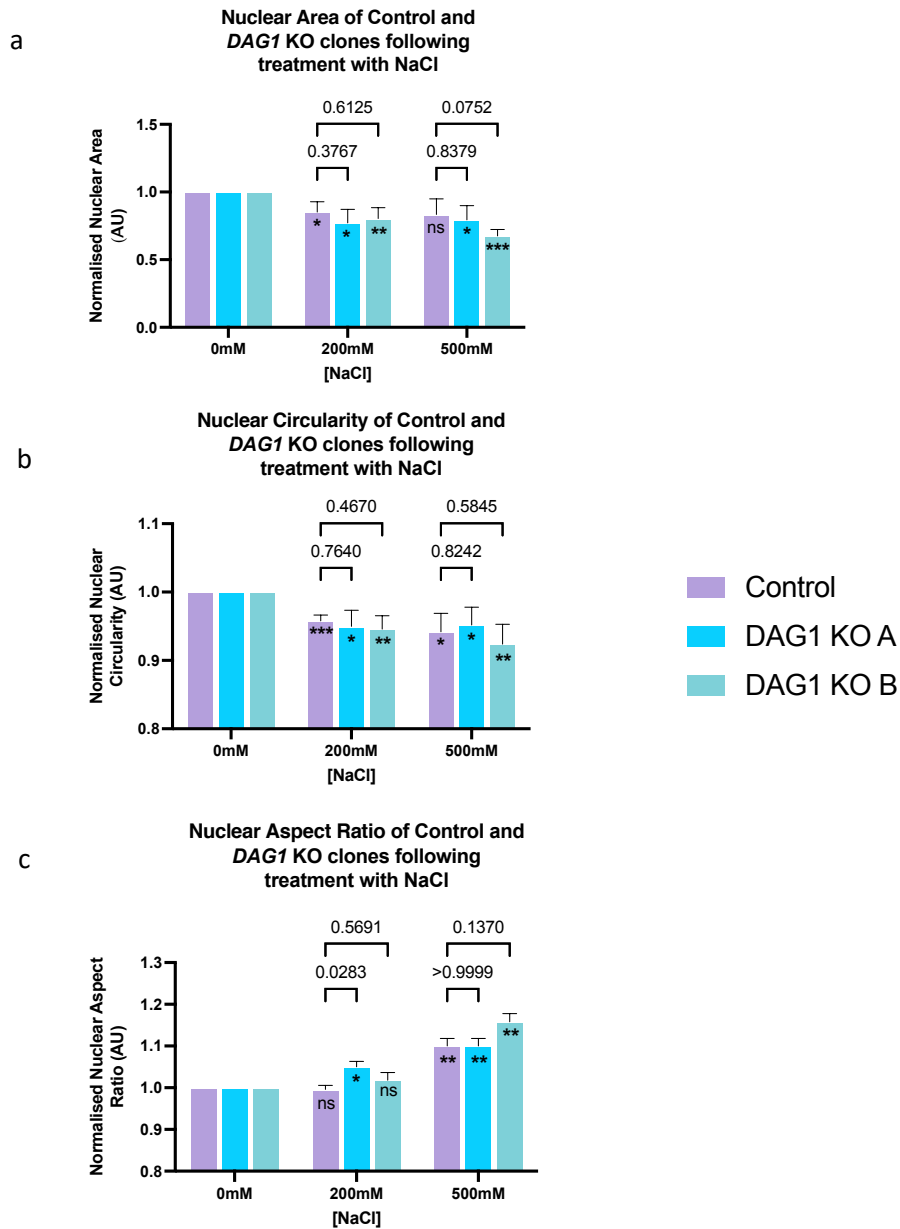 a
Nuclear Area of Control and
DAG1 KO clones following
treatment with NaCl
0.6125
0.0752
0.3767
0.8379
Normalised Nuclear Area
(AU)
1.5
1.0
0.5
0.0
*
*
**
ns
*
***
0mM
200mM
500mM
[NaCl]
b
Nuclear Circularity of Control and
DAG1 KO clones following
treatment with NaCl
0.4670
0.5845
0.7640
0.8242
Normalised Nuclear
Circularity (AU)
1.1
1.0
0.9
0.8
***
*
**
*
*
**
0mM
200mM
500mM
[NaCl]
Control
DAG1 KO A
DAG1 KO B
c
Nuclear Aspect Ratio of Control and
DAG1 KO clones following
treatment with NaCl
0.5691
0.1370
0.0283
>0.9999
Normalised Nuclear Aspect
Ratio (AU)
1.3
1.2
1.1
1.0
0.9
0.8
ns
*
ns
**
**
**
0mM
200mM
500mM
[NaCl]